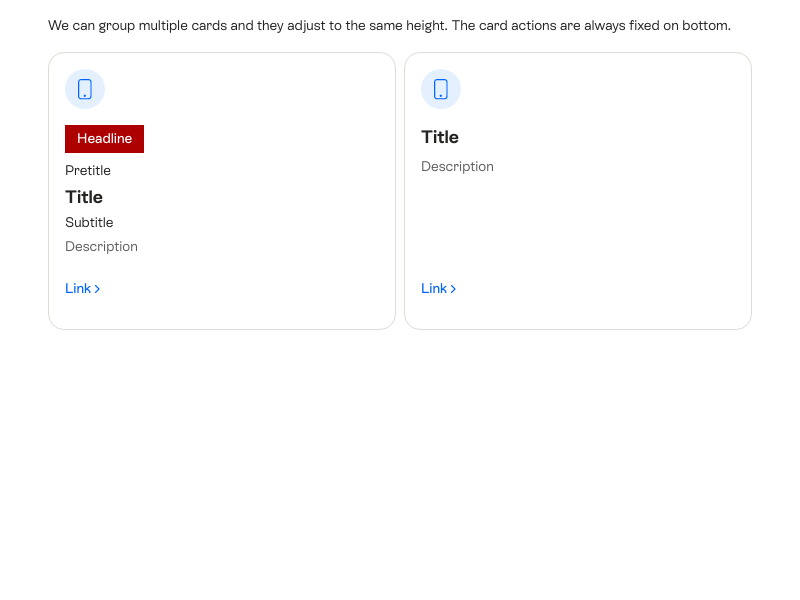 We can group multiple cards and they adjust to the same height. The card actions are always fixed on bottom.
Headline
Pretitle
Title
Subtitle
Description
Link
Title
Description
Link